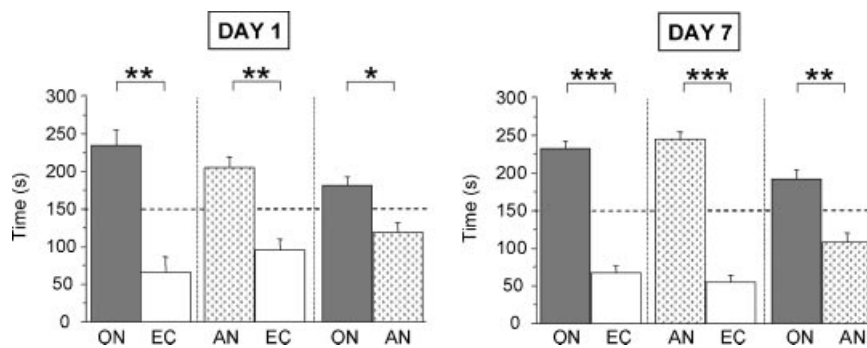 DAY 1
** ** *
300
250
200
150
100
50
0
Time (s)
ON EC AN EC ON AN
DAY 7
*** *** **
300
250
200
150
100
50
0
Time (s)
ON EC AN EC ON AN